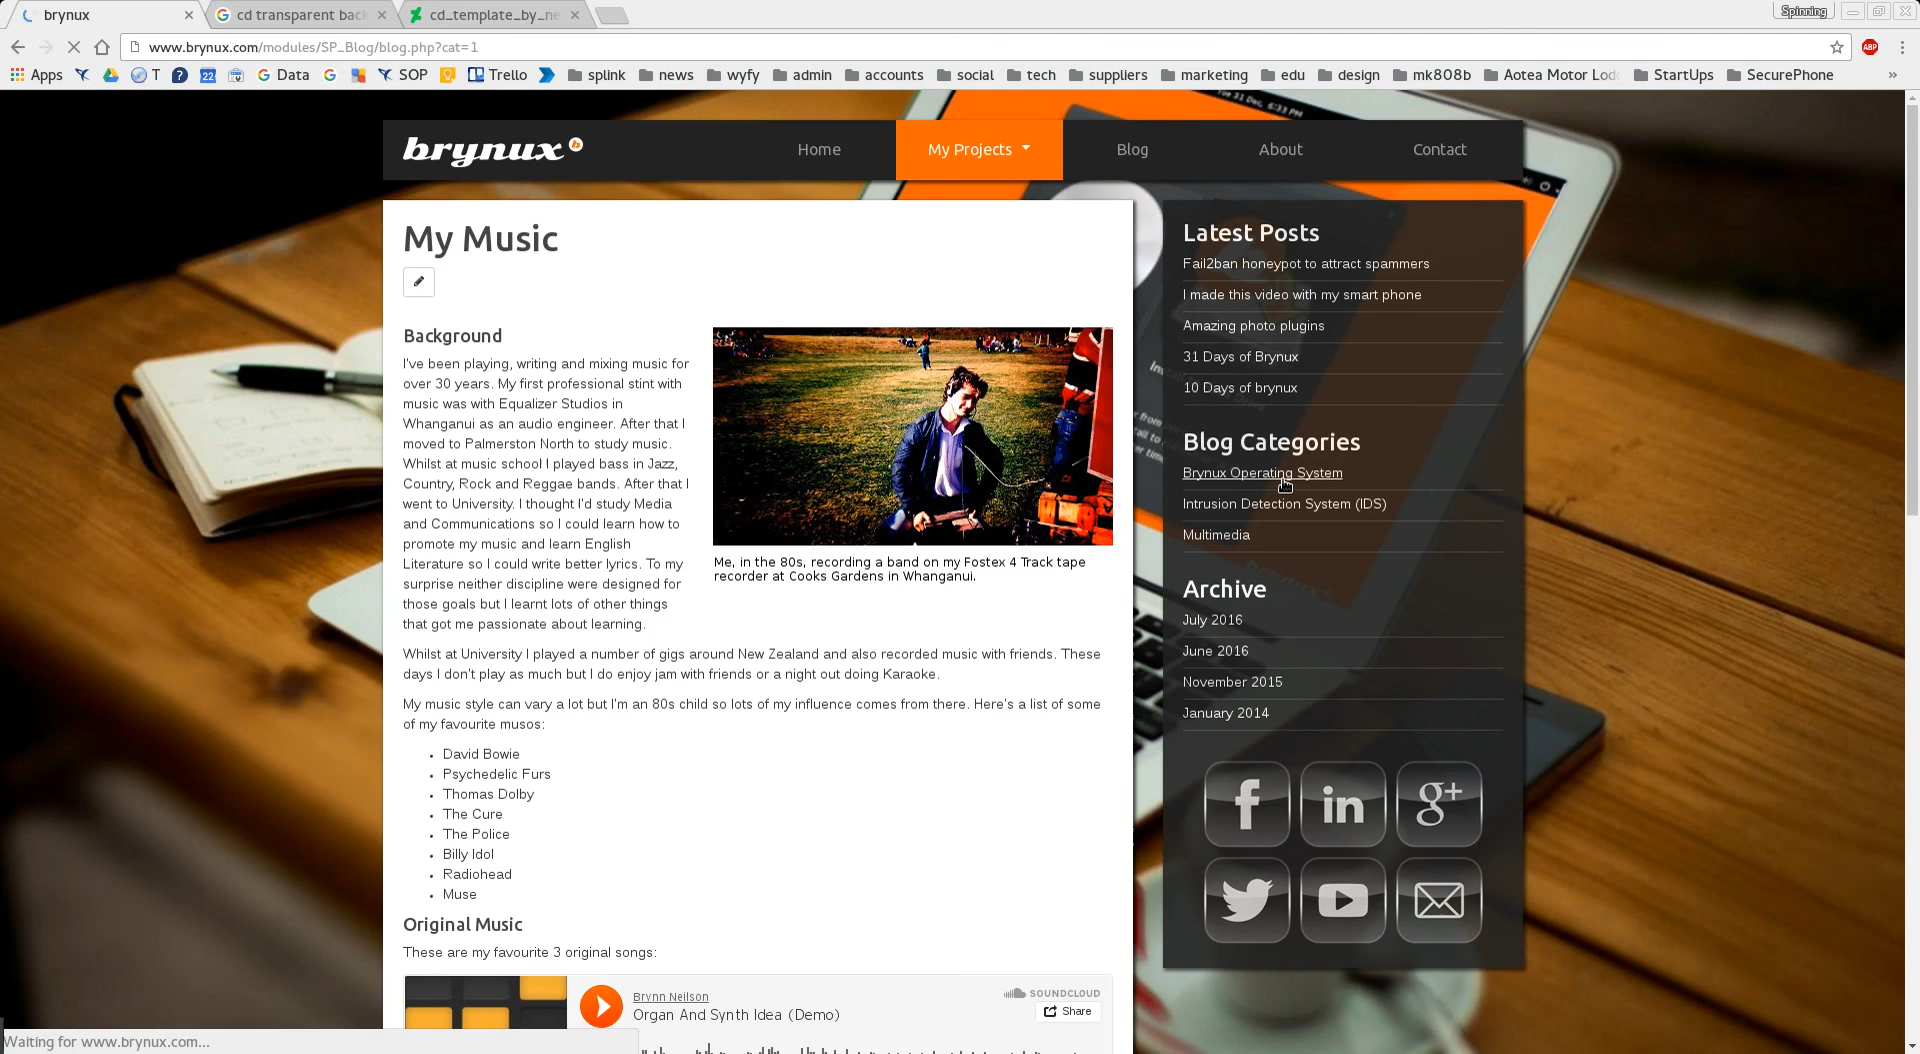 brynux
cd transparent back
cd_template_by_ne
Spinning
www.brynux.com/modules/SP_Blog/blog.php?cat=1
ABP
Apps
T
?
22
Data
SOP
Trello
splink
news
wyfy
admin
accounts
social
tech
suppliers
marketing
edu
design
mk808b
Aotea Motor Lod
StartUps
SecurePhone
»
Tue 31 Dec, 6:33 PM
brynux b
Home
My Projects
Blog
About
Contact
My Music
Background
I've been playing, writing and mixing music for
over 30 years. My first professional stint with
music was with Equalizer Studios in
Whanganui as an audio engineer. After that I
moved to Palmerston North to study music.
Whilst at music school I played bass in Jazz,
Country, Rock and Reggae bands. After that I
went to University. I thought I'd study Media
and Communications so I could learn how to
promote my music and learn English
Literature so I could write better lyrics. To my
surprise neither discipline were designed for
those goals but I learnt lots of other things
that got me passionate about learning.
Me, in the 80s, recording a band on my Fostex 4 Track tape
recorder at Cooks Gardens in Whanganui.
Whilst at University I played a number of gigs around New Zealand and also recorded music with friends. These
days I don't play as much but I do enjoy jam with friends or a night out doing Karaoke.
My music style can vary a lot but I'm an 80s child so lots of my influence comes from there. Here's a list of some
of my favourite musos:
David Bowie
Psychedelic Furs
Thomas Dolby
The Cure
The Police
Billy Idol
Radiohead
Muse
Original Music
These are my favourite 3 original songs:
Brynn Neilson
Organ And Synth Idea (Demo)
SOUNDCLOUD
Share
Latest Posts
Fail2ban honeypot to attract spammers
I made this video with my smart phone
Amazing photo plugins
31 Days of Brynux
10 Days of brynux
Blog Categories
Brynux Operating System
Intrusion Detection System (IDS)
Multimedia
Archive
July 2016
June 2016
November 2015
January 2014
f
in
g+
Waiting for www.brynux.com...